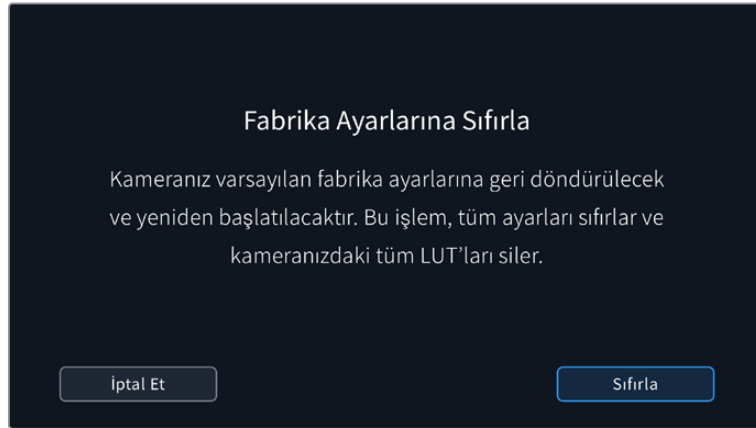 Fabrika Ayarlarına Sıfırla
Kameranız varsayılan fabrika ayarlarına geri döndürülecek
ve yeniden başlatılacaktır. Bu işlem, tüm ayarları sıfırlar ve
kameranızdaki tüm LUT’ları siler.
İptal Et
Sıfırla